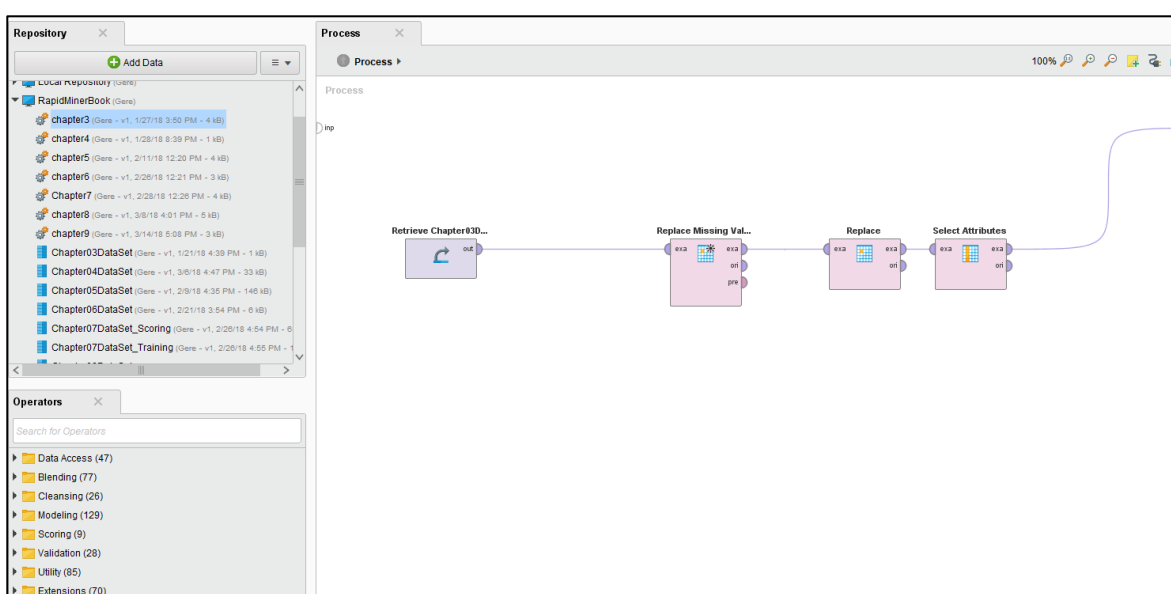 Repository
Process
Add Data
Process
100%
Local Repository (Gere)
RapidMinerBook (Gere)
chapter3 (Gere - v1, 1/27/18 3:50 PM - 4 kB)
chapter4 (Gere - v1, 1/28/18 8:39 PM - 1 kB)
chapter5 (Gere - v1, 2/11/18 12:20 PM - 4 kB)
chapter6 (Gere - v1, 2/26/18 12:21 PM - 3 kB)
Chapter7 (Gere - v1, 2/28/18 12:26 PM - 4 kB)
chapter8 (Gere - v1, 3/8/18 4:01 PM - 5 kB)
chapter9 (Gere - v1, 3/14/18 5:08 PM - 3 kB)
Chapter03DataSet (Gere - v1, 1/21/18 4:39 PM - 1 kB)
Chapter04DataSet (Gere - v1, 3/6/18 4:47 PM - 33 kB)
Chapter05DataSet (Gere - v1, 2/9/18 4:35 PM - 146 kB)
Chapter06DataSet (Gere - v1, 2/21/18 3:54 PM - 6 kB)
Chapter07DataSet_Scoring (Gere - v1, 2/26/18 4:54 PM - 6
Chapter07DataSet_Training (Gere - v1, 2/26/18 4:55 PM - 1
Process
inp
Retrieve Chapter03D...
out
Replace Missing Val...
exa exa
ori
pre
Replace
exa exa
ori
Select Attributes
exa exa
ori
Operators
Search for Operators
Data Access (47)
Blending (77)
Cleansing (26)
Modeling (129)
Scoring (9)
Validation (28)
Utility (85)
Extensions (70)